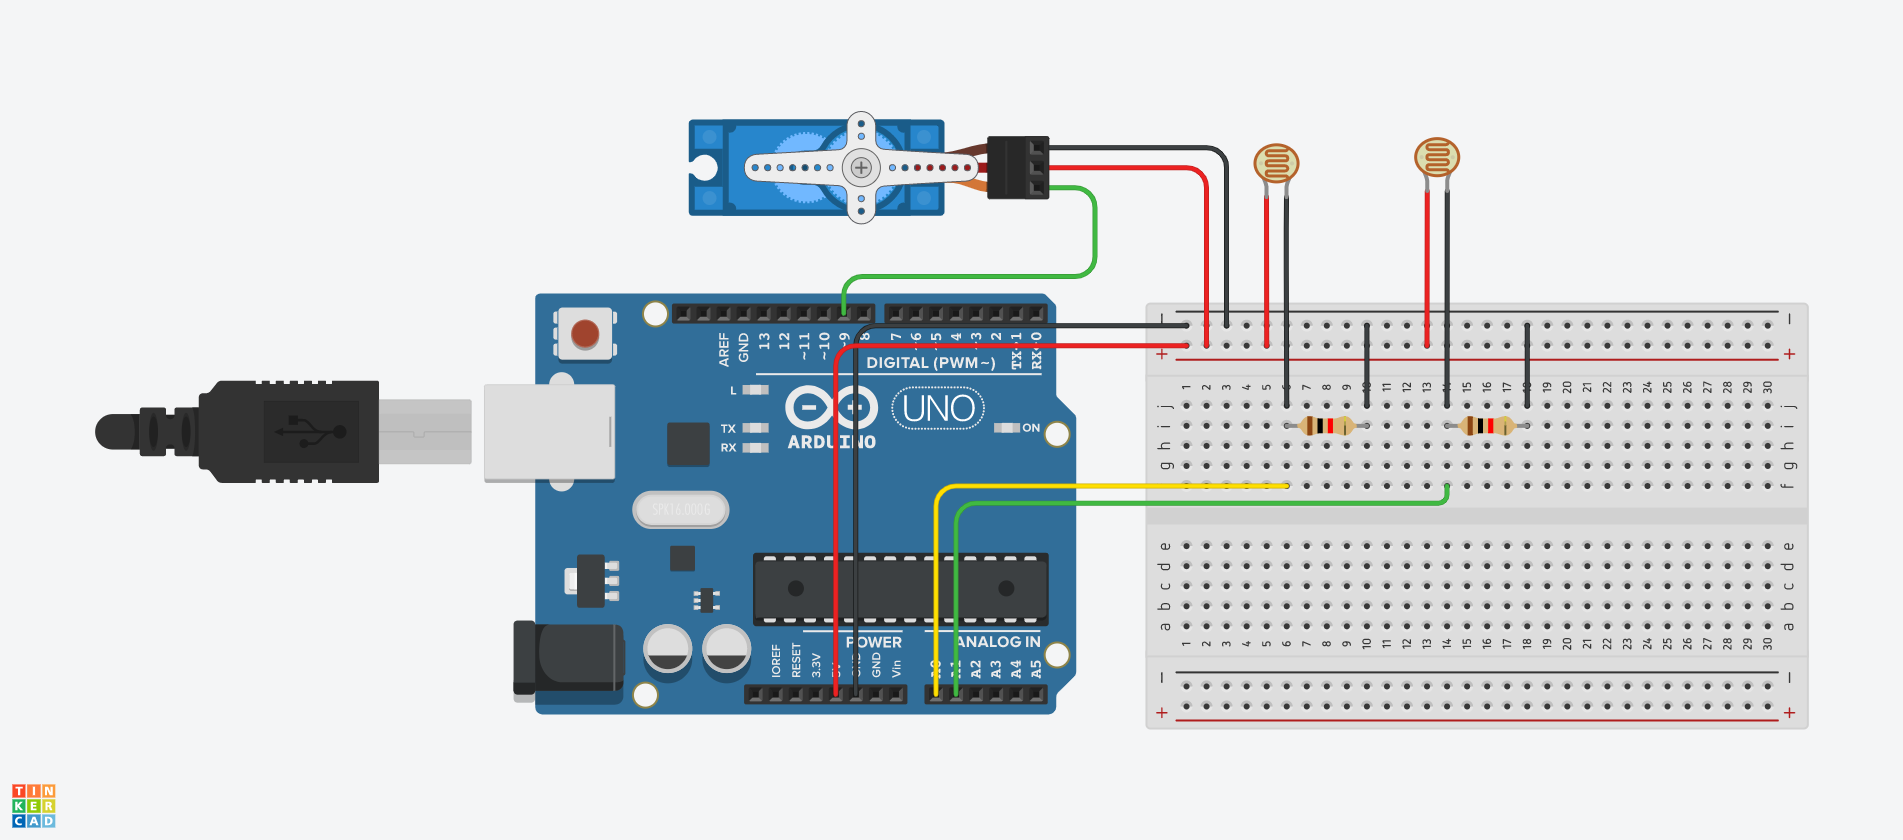 AREF
GND
13
12
~11
~10
~9
8
7
~6
~5
4
~3
2
TX→1
RX←0
DIGITAL (PWM~)
L
TX
RX
ARDUINO
UNO
ON
SPK16.000G
POWER
ANALOG IN
IOREF
RESET
3.3V
5V
GND
GND
Vin
A0
A1
A2
A3
A4
A5
1 2 3 4 5 6 7 8 9 10 11 12 13 14 15 16 17 18 19 20 21 22 23 24 25 26 27 28 29 30
j j
i i
h h
g g
f f
e e
d d
c c
b b
a a
1 2 3 4 5 6 7 8 9 10 11 12 13 14 15 16 17 18 19 20 21 22 23 24 25 26 27 28 29 30
TIN
KER
CAD